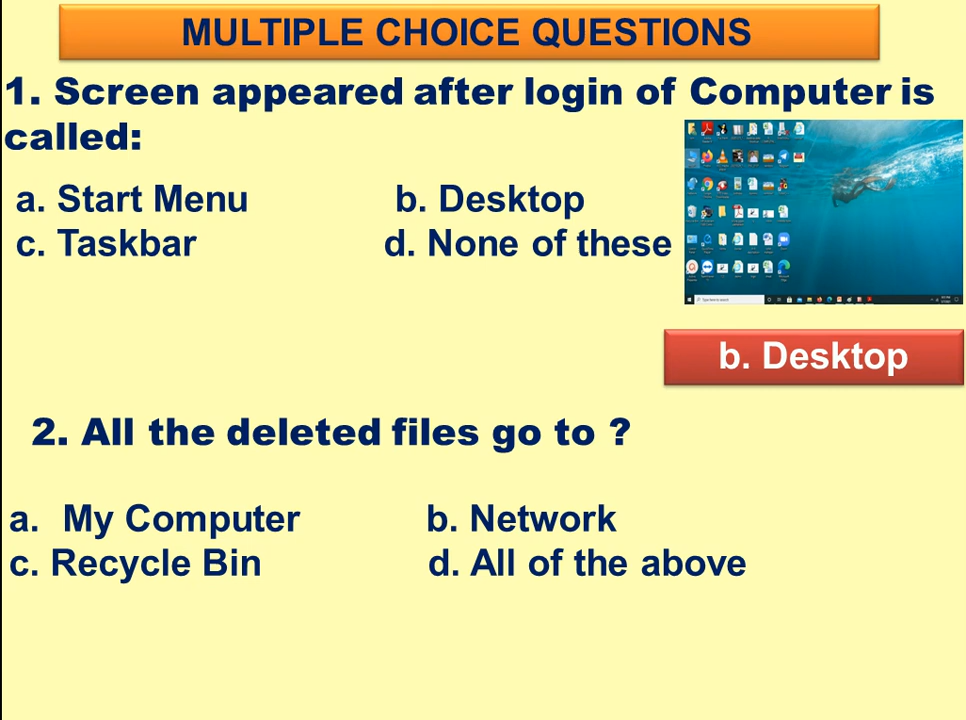 MULTIPLE CHOICE QUESTIONS
1. Screen appeared after login of Computer is
called:
a. Start Menu b. Desktop
c. Taskbar d. None of these
b. Desktop
2. All the deleted files go to ?
a. My Computer b. Network
c. Recycle Bin d. All of the above